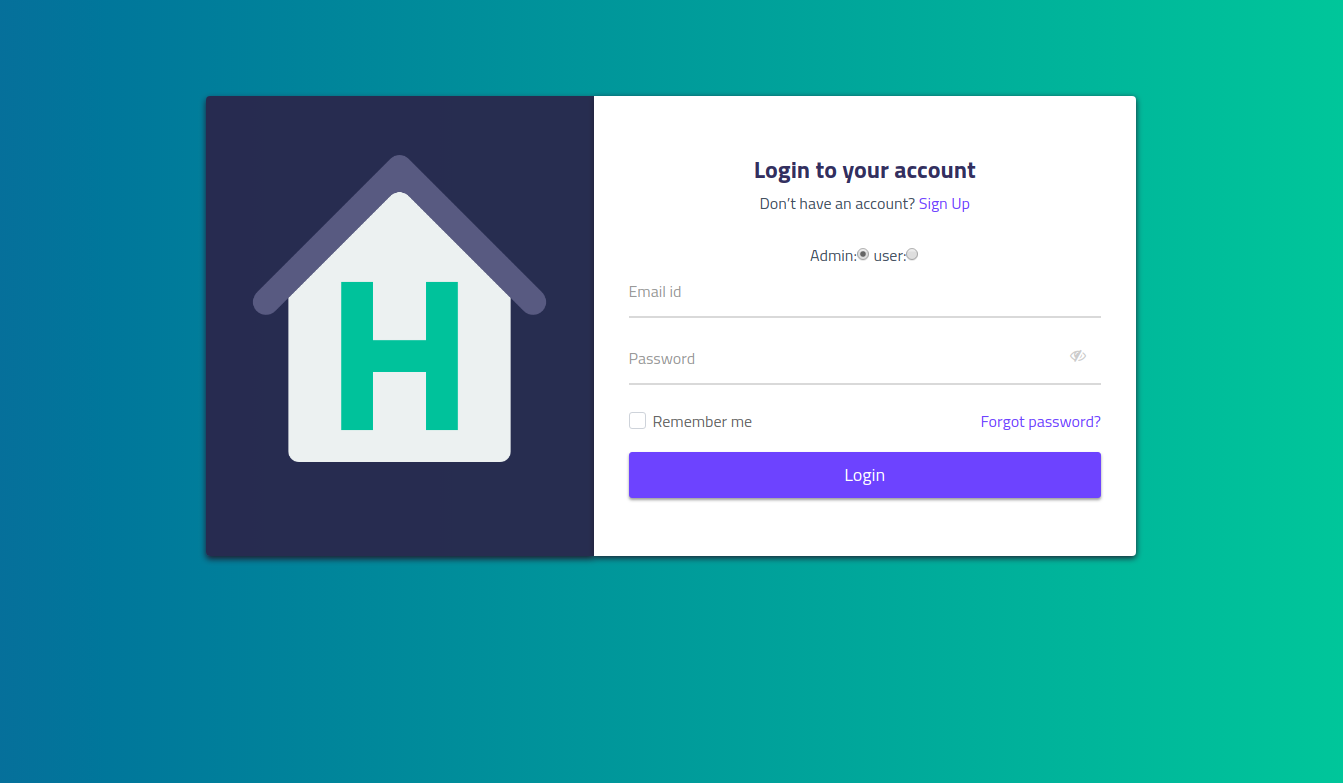 H
Login to your account
Don't have an account? Sign Up
Admin: user:
Email id
Password
Remember me Forgot password?
Login